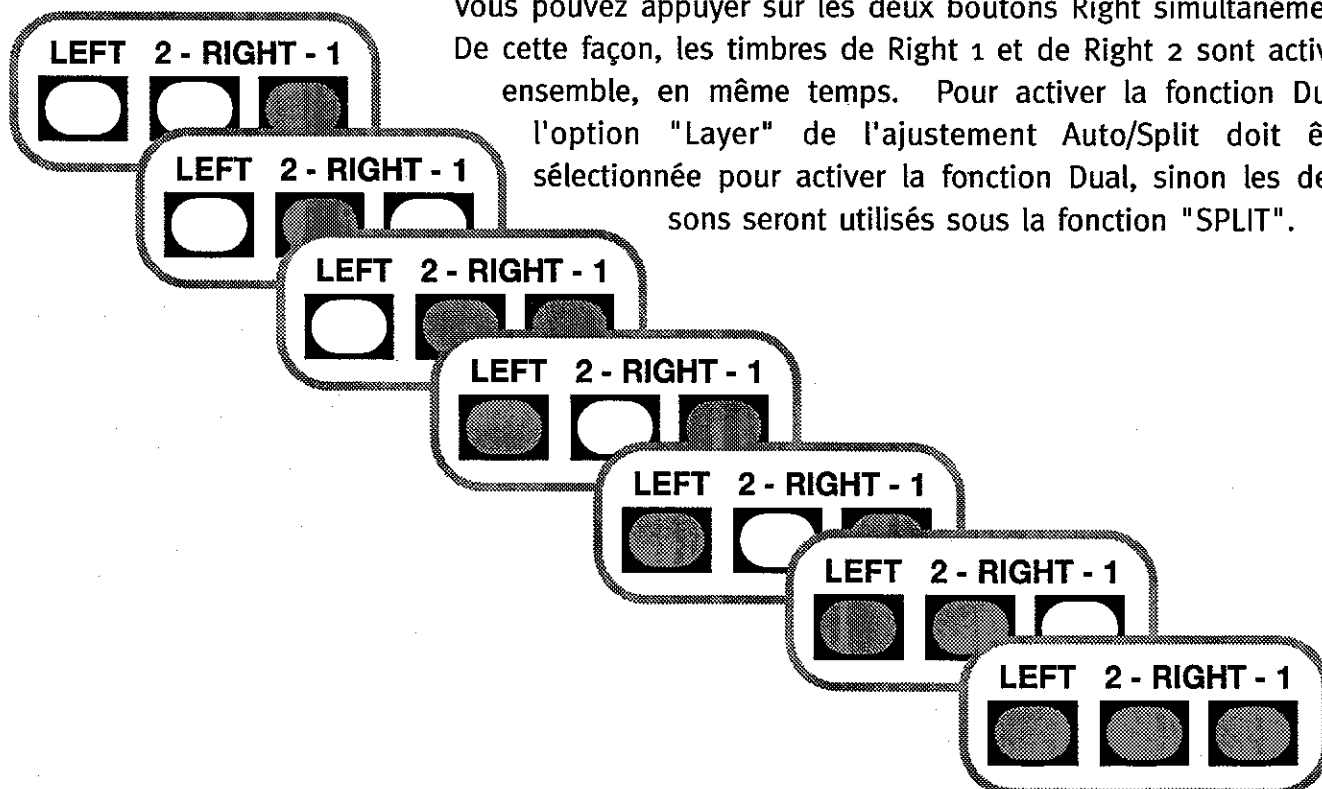 Vous pouvez appuyer sur les deux boutons Right simultanéme
De cette façon, les timbres de Right 1 et de Right 2 sont activ
ensemble, en même temps. Pour activer la fonction Du
l'option "Layer" de l'ajustement Auto/Split doit ê
sélectionnée pour activer la fonction Dual, sinon les de
sons seront utilisés sous la fonction "SPLIT".
LEFT 2 - RIGHT - 1
LEFT 2 - RIGHT - 1
LEFT 2 - RIGHT - 1
LEFT 2 - RIGHT - 1
LEFT 2 - RIGHT - 1
LEFT 2 - RIGHT - 1
LEFT 2 - RIGHT - 1